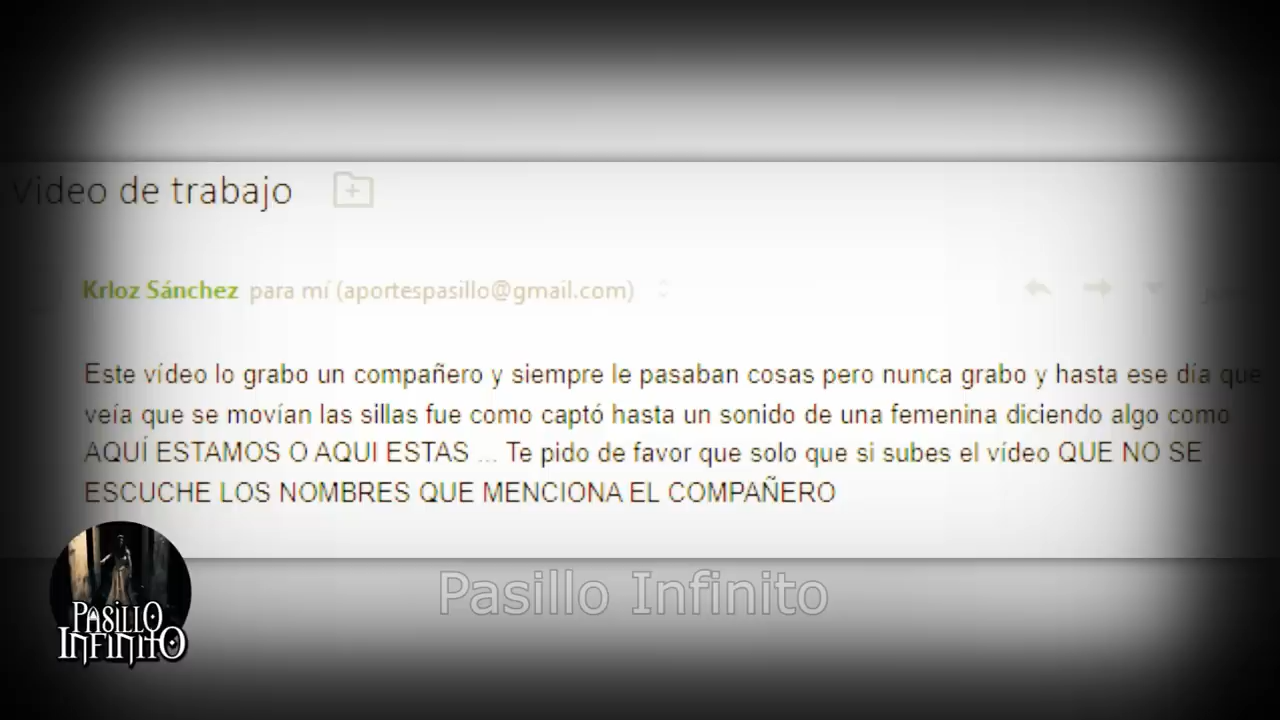 Video de trabajo
Krloz Sánchez para mí (aportespasillo@gmail.com)
Este vídeo lo grabo un compañero y siempre le pasaban cosas pero nunca grabo y hasta ese día que
veía que se movían las sillas fue como captó hasta un sonido de una femenina diciendo algo como
AQUÍ ESTAMOS O AQUI ESTAS ... Te pido de favor que solo que si subes el vídeo QUE NO SE
ESCUCHE LOS NOMBRES QUE MENCIONA EL COMPAÑERO
Pasillo Infinito
PASILLO
INFINITO